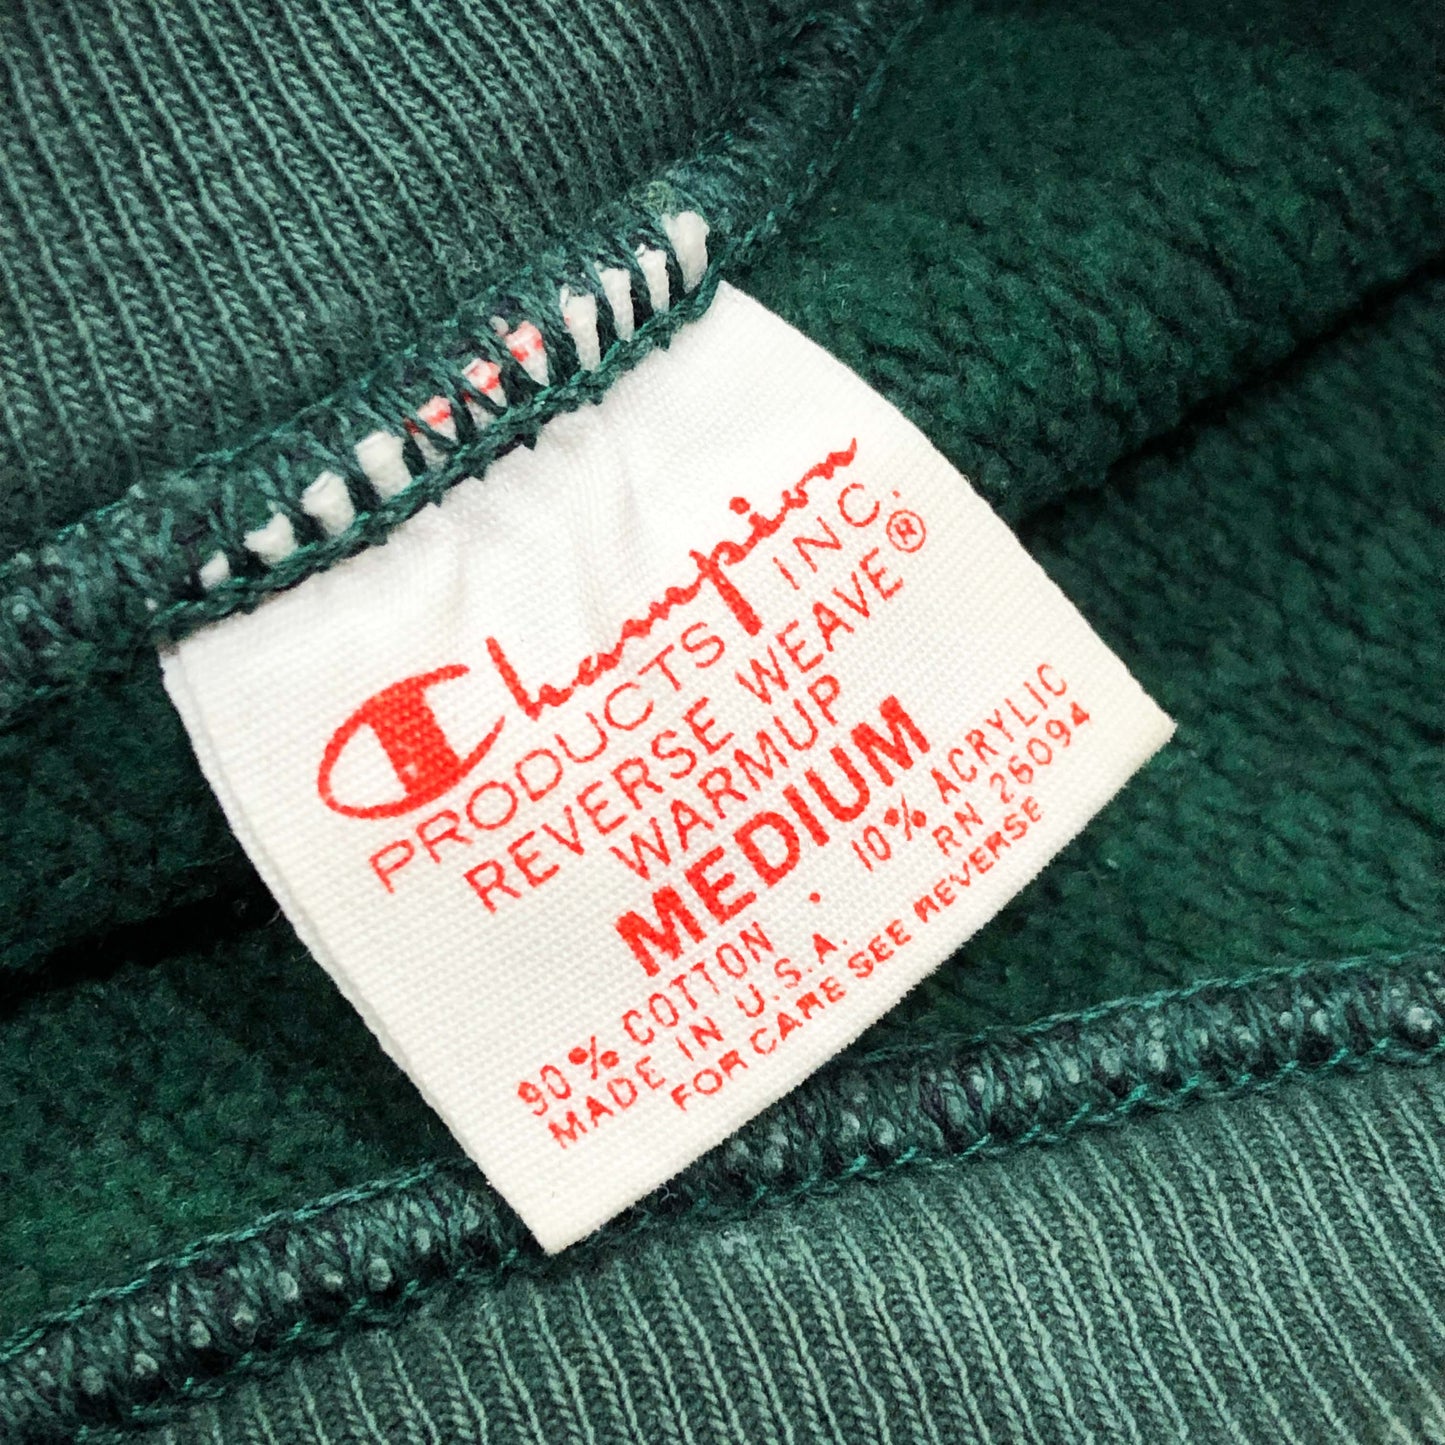 Champion
PRODUCTS INC.
REVERSE WEAVE®
WARMUP
MEDIUM
90% COTTON • 10% ACRYLIC
MADE IN U.S.A. RN 26094
FOR CARE SEE REVERSE